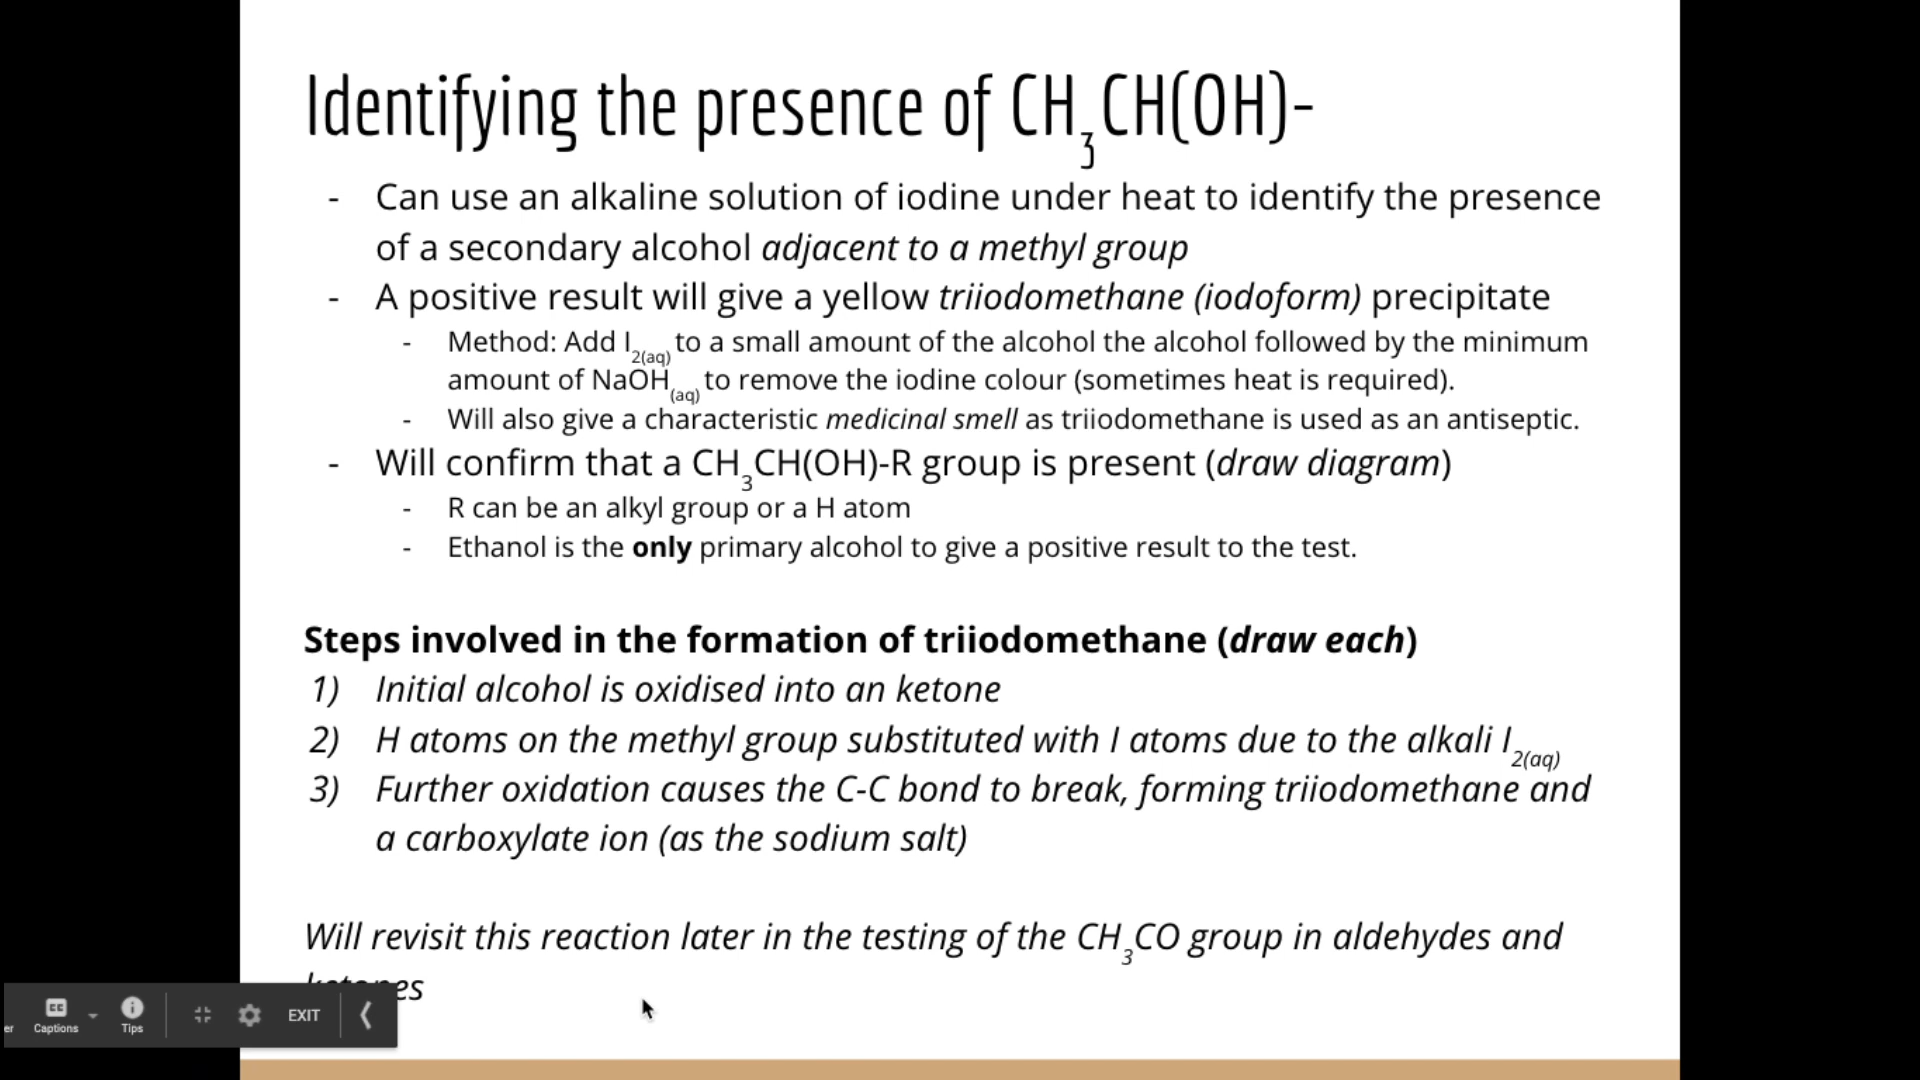 Identifying the presence of CH3CH(OH)-
- Can use an alkaline solution of iodine under heat to identify the presence
of a secondary alcohol adjacent to a methyl group
- A positive result will give a yellow triiodomethane (iodoform) precipitate
- Method: Add I2(aq) to a small amount of the alcohol the alcohol followed by the minimum
amount of NaOH(aq) to remove the iodine colour (sometimes heat is required).
- Will also give a characteristic medicinal smell as triiodomethane is used as an antiseptic.
- Will confirm that a CH3CH(OH)-R group is present (draw diagram)
- R can be an alkyl group or a H atom
- Ethanol is the only primary alcohol to give a positive result to the test.
Steps involved in the formation of triiodomethane (draw each)
1) Initial alcohol is oxidised into an ketone
2) H atoms on the methyl group substituted with I atoms due to the alkali I2(aq)
3) Further oxidation causes the C-C bond to break, forming triiodomethane and
a carboxylate ion (as the sodium salt)
Will revisit this reaction later in the testing of the CH3CO group in aldehydes and
ketones
er Captions Tips EXIT